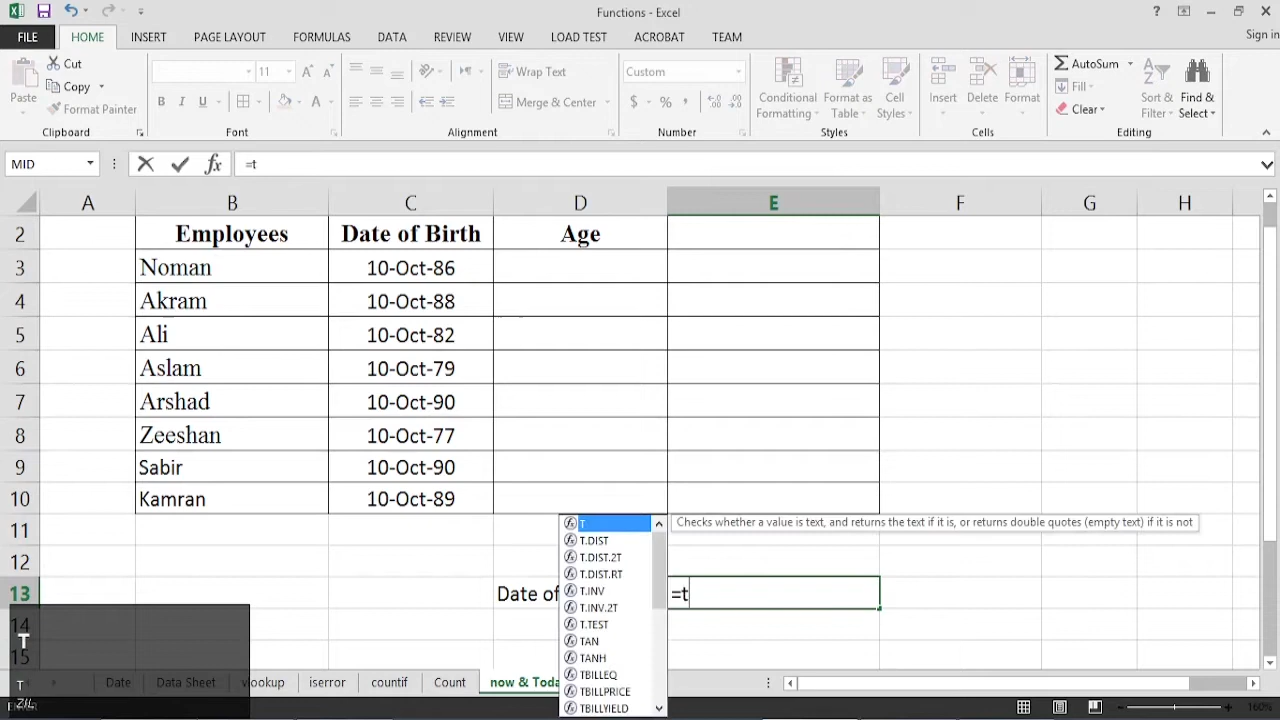 Functions - Excel
? 
Sign in
FILE HOME INSERT PAGE LAYOUT FORMULAS DATA REVIEW VIEW LOAD TEST ACROBAT TEAM
Paste
Cut
Copy
Format Painter
Clipboard
11 A A
B I U A
Font
Wrap Text
Merge & Center
Alignment
Custom
$ % ,
Number
Conditional Formatting
Format as Table
Cell Styles
Styles
Insert Delete Format
Cells
AutoSum
Fill
Clear
Sort & Filter
Find & Select
Editing
MID fx =t
A B C D E F G H
2 Employees Date of Birth Age
3 Noman 10-Oct-86
4 Akram 10-Oct-88
5 Ali 10-Oct-82
6 Aslam 10-Oct-79
7 Arshad 10-Oct-90
8 Zeeshan 10-Oct-77
9 Sabir 10-Oct-90
10 Kamran 10-Oct-89
11
12
13 Date of =t
14
15
T
T.DIST
T.DIST.2T
T.DIST.RT
T.INV
T.INV.2T
T.TEST
TAN
TANH
TBILLEQ
TBILLPRICE
TBILLYIELD
Checks whether a value is text, and returns the text if it is, or returns double quotes (empty text) if it is not
T
T
Date Data Sheet vlookup iserror countif Count now & Toda
160%